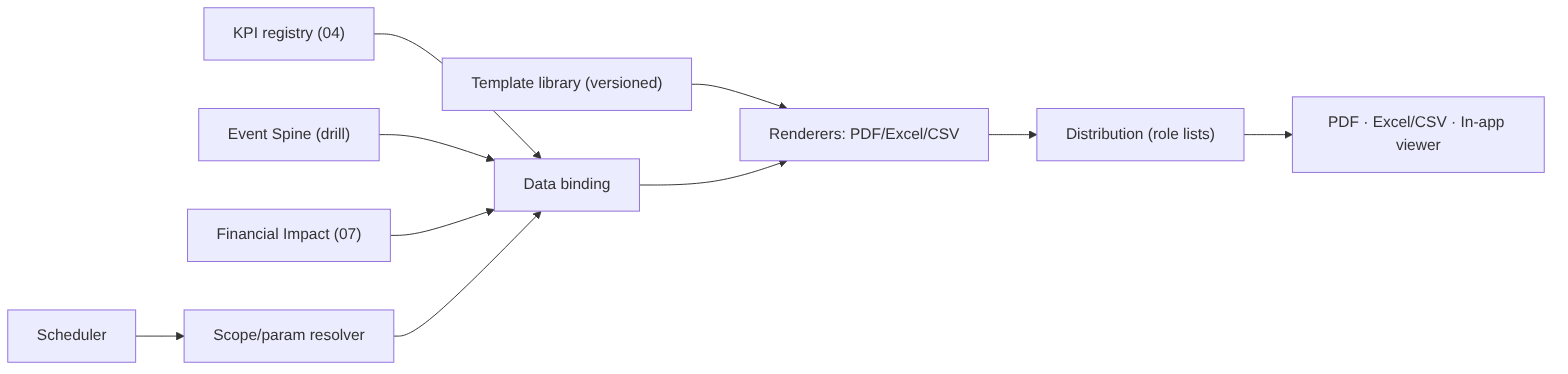 KPI registry (04)
Template library (versioned)
Event Spine (drill)
Renderers: PDF/Excel/CSV
Distribution (role lists)
PDF · Excel/CSV · In-app
viewer
Data binding
Financial Impact (07)
Scheduler
Scope/param resolver